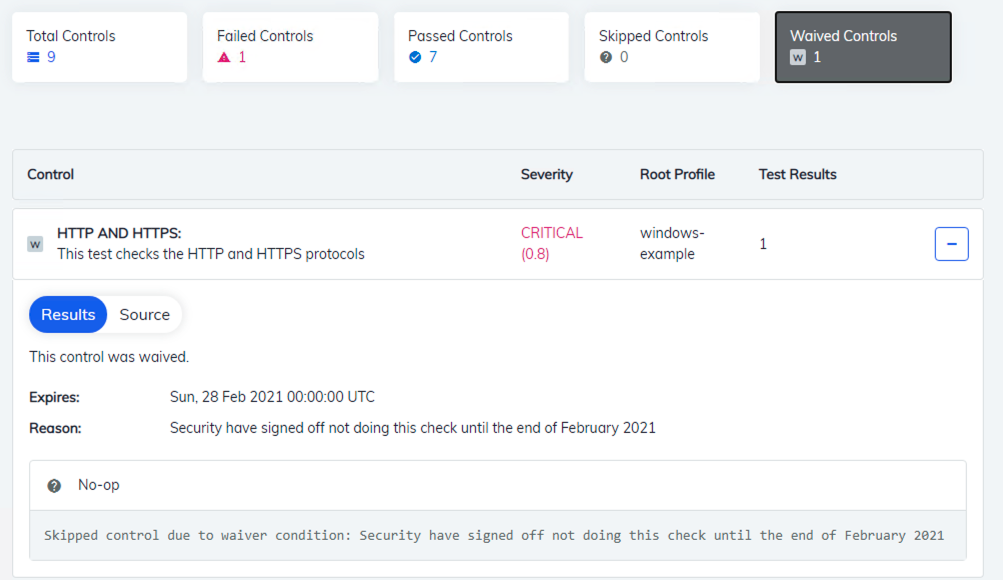 Total Controls Failed Controls Passed Controls Skipped Controls Waived Controls
9 1 7 0 W 1
Control Severity Root Profile Test Results
W HTTP AND HTTPS: CRITICAL windows- 1
This test checks the HTTP and HTTPS protocols (0.8) example
Results Source
This control was waived.
Expires: Sun, 28 Feb 2021 00:00:00 UTC
Reason: Security have signed off not doing this check until the end of February 2021
No-op
Skipped control due to waiver condition: Security have signed off not doing this check until the end of February 2021